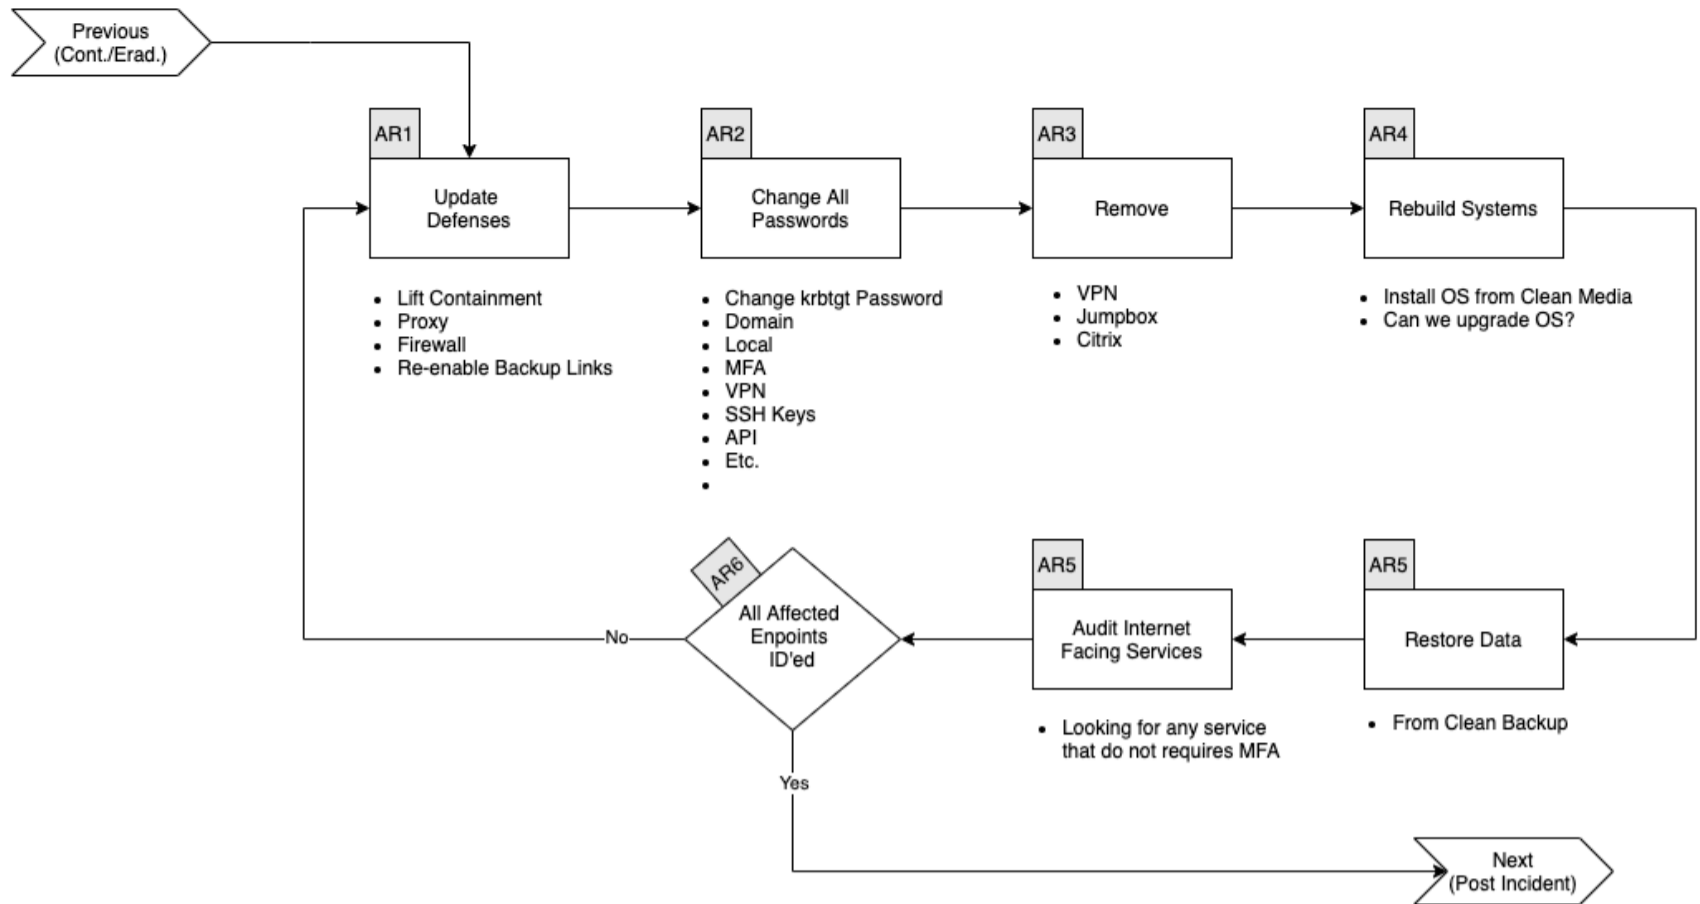 Previous
(Cont./Erad.)
AR1
Update
Defenses
• Lift Containment
• Proxy
• Firewall
• Re-enable Backup Links
AR2
Change All
Passwords
• Change krbtgt Password
• Domain
• Local
• MFA
• VPN
• SSH Keys
• API
• Etc.
•
AR3
Remove
• VPN
• Jumpbox
• Citrix
AR4
Rebuild Systems
• Install OS from Clean Media
• Can we upgrade OS?
AR5
Restore Data
• From Clean Backup
AR5
Audit Internet
Facing Services
• Looking for any service
that do not requires MFA
AR6
All Affected
Enpoints
ID'ed
No
Yes
Next
(Post Incident)